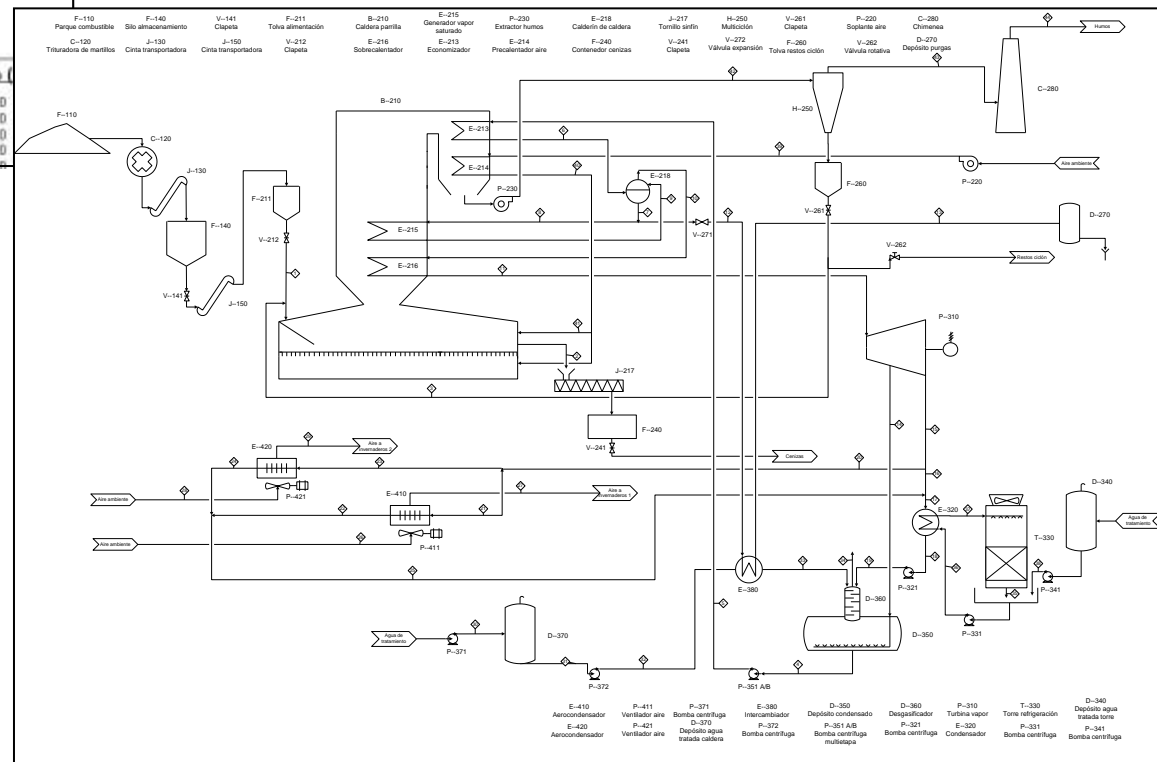 F-110 F-140 V-141 F-211 B-210 E-215 P-230 E-218 J-217 H-250 V-261 P-220 C-280
Parque combustible Silo almacenamiento Clapeta Tolva alimentación Caldera parrilla Generador vapor saturado Extractor humos Calderín de caldera Tornillo sinfín Multiciclón Clapeta Soplante aire Chimenea
C-120 J-130 J-150 V-212 E-216 E-213 E-214 F-240 V-241 V-272 F-260 V-262 D-270
Trituradora de martillos Cinta transportadora Cinta transportadora Clapeta Sobrecalentador Economizador Precalentador aire Contenedor cenizas Clapeta Válvula expansión Tolva restos ciclón Válvula rotativa Depósito purgas
Humos
B-210
C-280
F-110
H-250
C-120
E-213
J-130
E-214
Aire ambiente
E-218
P-220
P-230
F-211
F-260
V-261
D-270
F-140
V-212
E-215
V-271
V-262
Restos ciclón
E-216
V-141
J-150
P-310
J-217
F-240
V-241
Cenizas
E-420
Aire a
invernaderos 2
P-421
Aire ambiente
E-410
Aire a
invernaderos 1
P-411
Aire ambiente
D-340
E-320
Agua de
tratamiento
T-330
P-341
P-321
P-331
E-380
D-360
D-350
D-370
Agua de
tratamiento
P-371
P-372
P-351 A/B
E-410 P-411 P-371 E-380 D-350 D-360 P-310 T-330 D-340
Aerocondensador Ventilador aire Bomba centrífuga Intercambiador Depósito condensado Desgasificador Turbina vapor Torre refrigeración Depósito agua tratada torre
E-420 P-421 D-370 P-372 P-351 A/B P-321 E-320 P-331 P-341
Aerocondensador Ventilador aire Depósito agua tratada caldera Bomba centrífuga Bomba centrífuga multietapa Bomba centrífuga Condensador Bomba centrífuga Bomba centrífuga